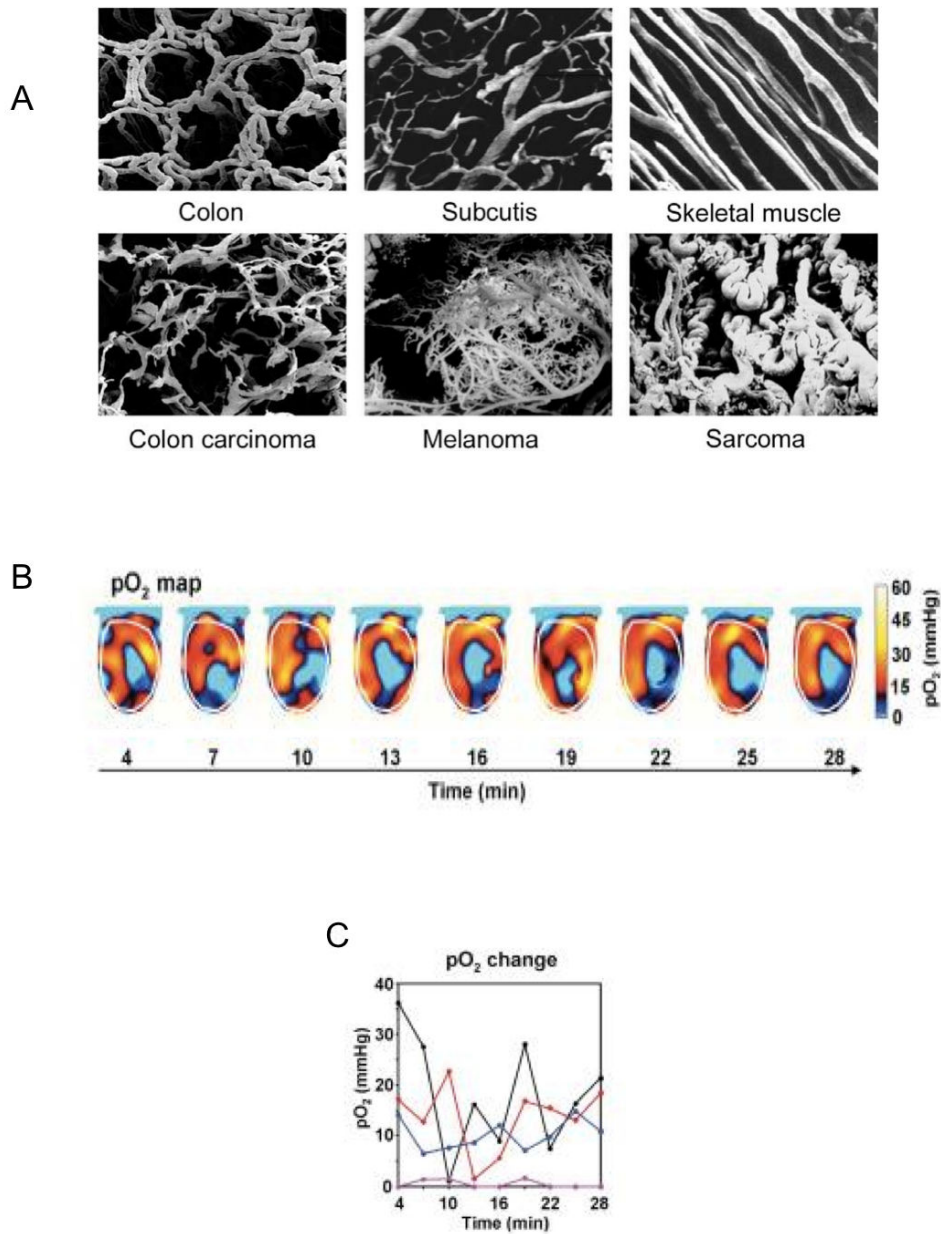 A
Colon Subcutis Skeletal muscle
Colon carcinoma Melanoma Sarcoma
B
pO₂ map
60
45
30
15
0
pO₂ (mmHg)
4 7 10 13 16 19 22 25 28
Time (min)
C
pO₂ change
40
30
20
10
0
pO₂ (mmHg)
4 10 16 22 28
Time (min)